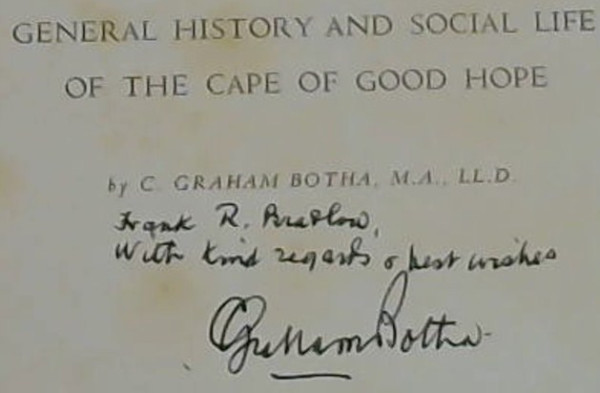 GENERAL HISTORY AND SOCIAL LIFE
OF THE CAPE OF GOOD HOPE
by C. GRAHAM BOTHA, M.A., LL.D.
Frank R. Bradlow,
With kind regards & best wishes
C Graham Botha